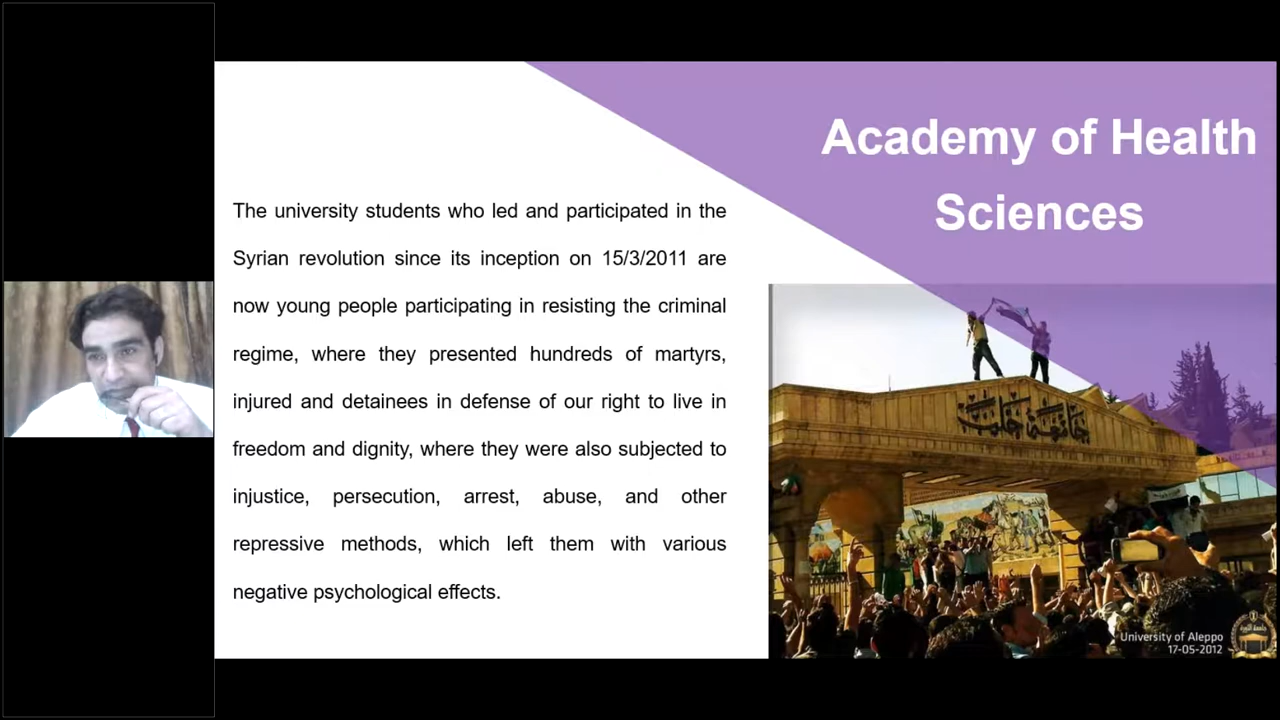 Academy of Health
Sciences
The university students who led and participated in the
Syrian revolution since its inception on 15/3/2011 are
now young people participating in resisting the criminal
regime, where they presented hundreds of martyrs,
injured and detainees in defense of our right to live in
freedom and dignity, where they were also subjected to
injustice, persecution, arrest, abuse, and other
repressive methods, which left them with various
negative psychological effects.
جامعة حلب
University of Aleppo
17-05-2012